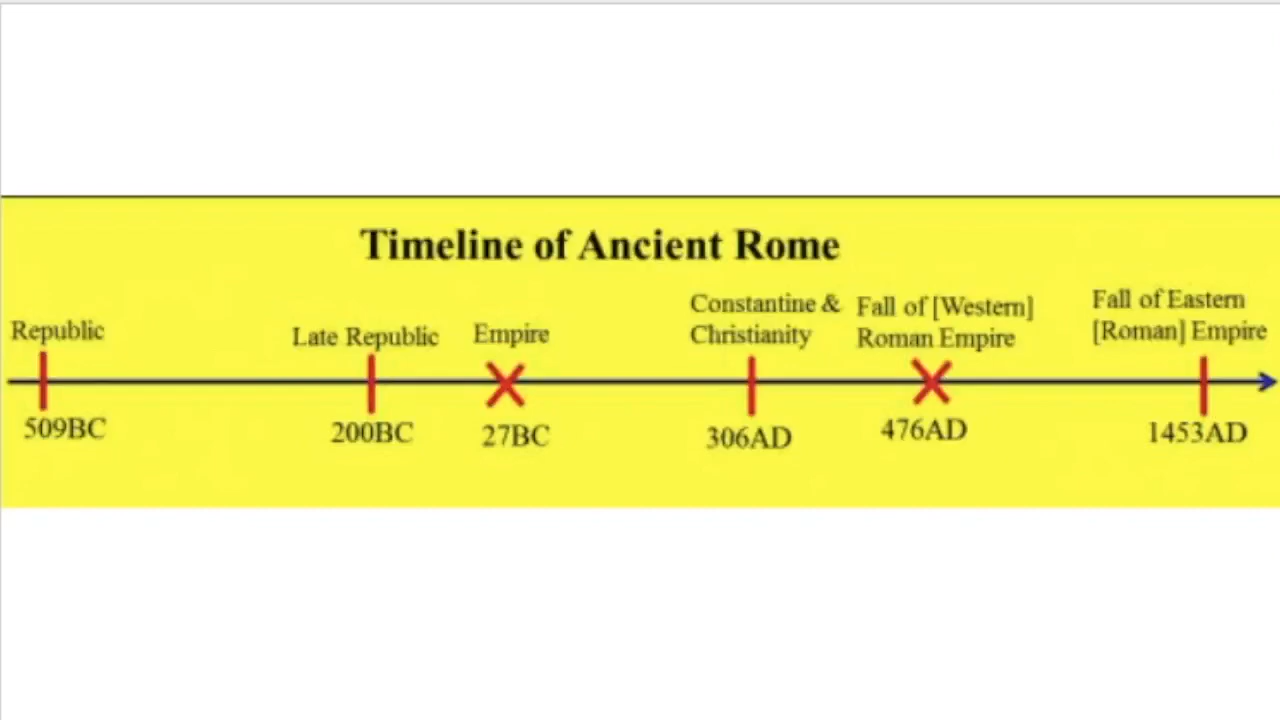 Timeline of Ancient Rome
Republic
Late Republic
Empire
Constantine &
Christianity
Fall of [Western]
Roman Empire
Fall of Eastern
[Roman] Empire
509BC
200BC
27BC
306AD
476AD
1453AD